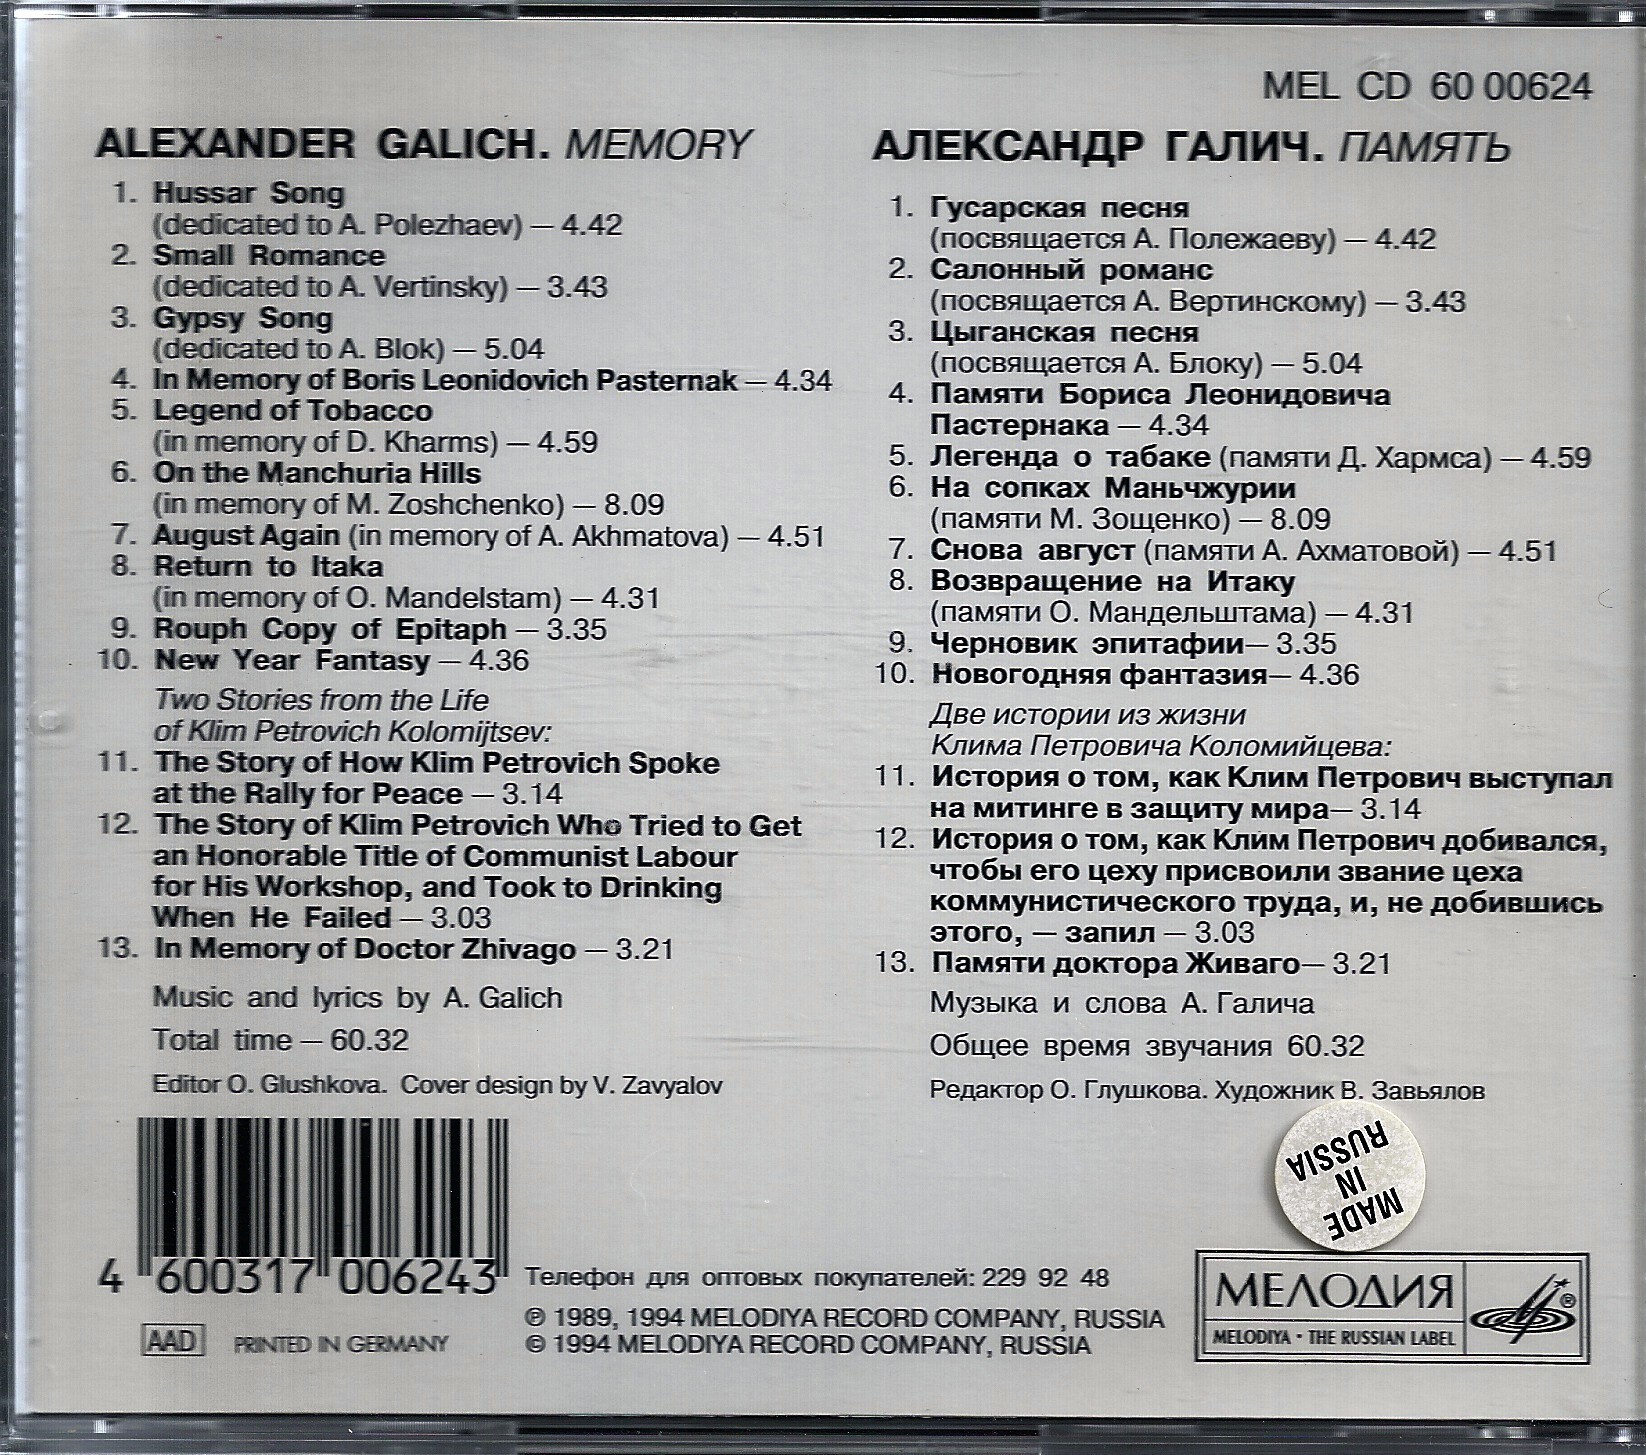 MEL CD 60 00624
ALEXANDER GALICH. MEMORY
1. Hussar Song
(dedicated to A. Polezhaev) — 4.42
2. Small Romance
(dedicated to A. Vertinsky) — 3.43
3. Gypsy Song
(dedicated to A. Blok) — 5.04
4. In Memory of Boris Leonidovich Pasternak — 4.34
5. Legend of Tobacco
(in memory of D. Kharms) — 4.59
6. On the Manchuria Hills
(in memory of M. Zoshchenko) — 8.09
7. August Again (in memory of A. Akhmatova) — 4.51
8. Return to Itaka
(in memory of O. Mandelstam) — 4.31
9. Rouph Copy of Epitaph — 3.35
10. New Year Fantasy — 4.36
Two Stories from the Life
of Klim Petrovich Kolomijtsev:
11. The Story of How Klim Petrovich Spoke
at the Rally for Peace — 3.14
12. The Story of Klim Petrovich Who Tried to Get
an Honorable Title of Communist Labour
for His Workshop, and Took to Drinking
When He Failed — 3.03
13. In Memory of Doctor Zhivago — 3.21
Music and lyrics by A. Galich
Total time — 60.32
Editor O. Glushkova. Cover design by V. Zavyalov
АЛЕКСАНДР ГАЛИЧ. ПАМЯТЬ
1. Гусарская песня
(посвящается А. Полежаеву) — 4.42
2. Салонный романс
(посвящается А. Вертинскому) — 3.43
3. Цыганская песня
(посвящается А. Блоку) — 5.04
4. Памяти Бориса Леонидовича
Пастернака — 4.34
5. Легенда о табаке (памяти Д. Хармса) — 4.59
6. На сопках Маньчжурии
(памяти М. Зощенко) — 8.09
7. Снова август (памяти А. Ахматовой) — 4.51
8. Возвращение на Итаку
(памяти О. Мандельштама) — 4.31
9. Черновик эпитафии— 3.35
10. Новогодняя фантазия— 4.36
Две истории из жизни
Клима Петровича Коломийцева:
11. История о том, как Клим Петрович выступал
на митинге в защиту мира— 3.14
12. История о том, как Клим Петрович добивался,
чтобы его цеху присвоили звание цеха
коммунистического труда, и, не добившись
этого, — запил — 3.03
13. Памяти доктора Живаго— 3.21
Музыка и слова А. Галича
Общее время звучания 60.32
Редактор О. Глушкова. Художник В. Завьялов
MADE
IN
RUSSIA
4 600317 006243
Телефон для оптовых покупателей: 229 92 48
℗ 1989, 1994 MELODIYA RECORD COMPANY, RUSSIA
© 1994 MELODIYA RECORD COMPANY, RUSSIA
AAD PRINTED IN GERMANY
МЕЛОДИЯ ®
MELODIYA • THE RUSSIAN LABEL